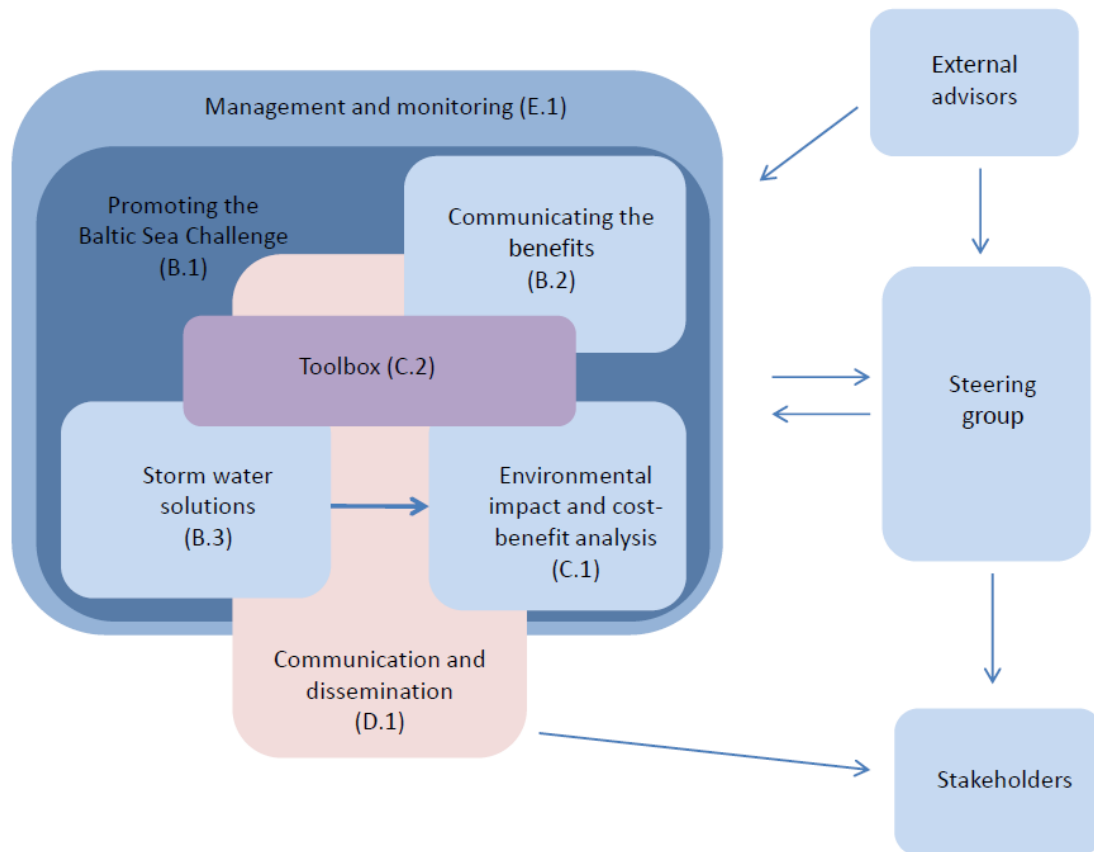 External
advisors
Management and monitoring (E.1)
Promoting the
Baltic Sea Challenge
(B.1)
Communicating the
benefits
(B.2)
Toolbox (C.2)
Steering
group
Storm water
solutions
(B.3)
Environmental
impact and cost-
benefit analysis
(C.1)
Communication and
dissemination
(D.1)
Stakeholders